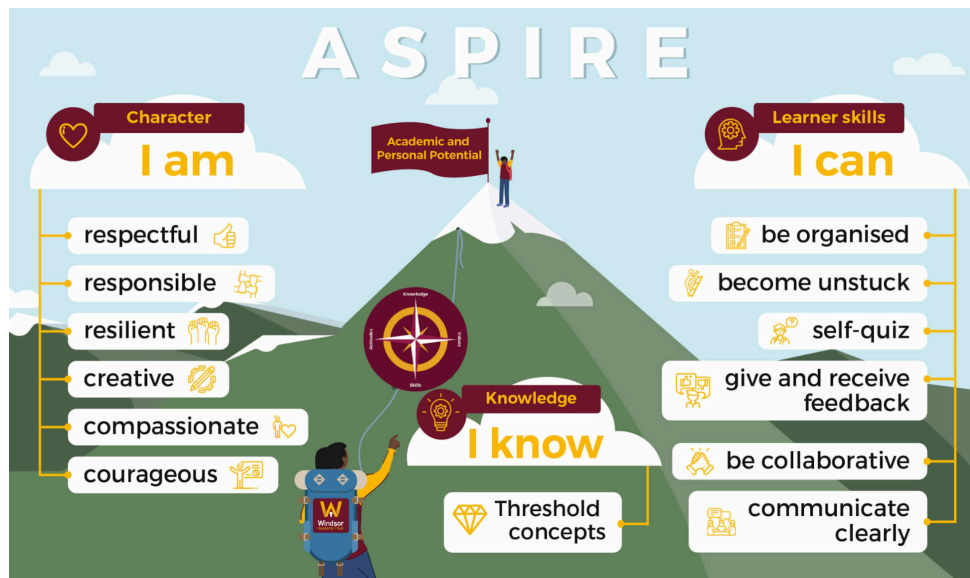 ASPIRE
Character
I am
respectful
responsible
resilient
creative
compassionate
courageous
Academic and
Personal Potential
Knowledge
Attitudes
Values
Skills
Knowledge
I know
Threshold
concepts
Windsor
Academy Trust
Learner skills
I can
be organised
become unstuck
self-quiz
give and receive
feedback
be collaborative
communicate
clearly